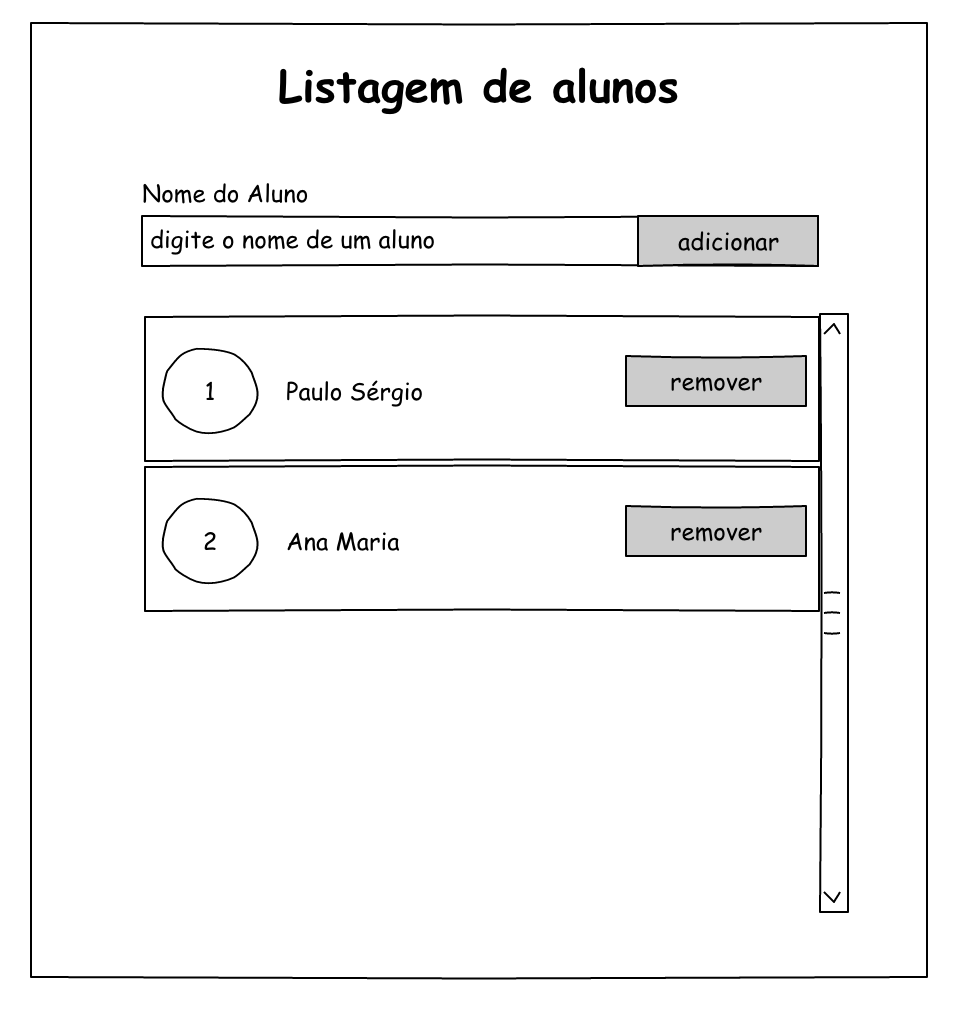 Listagem de alunos
Nome do Aluno
digite o nome de um aluno
adicionar
1
Paulo Sérgio
remover
2
Ana Maria
remover